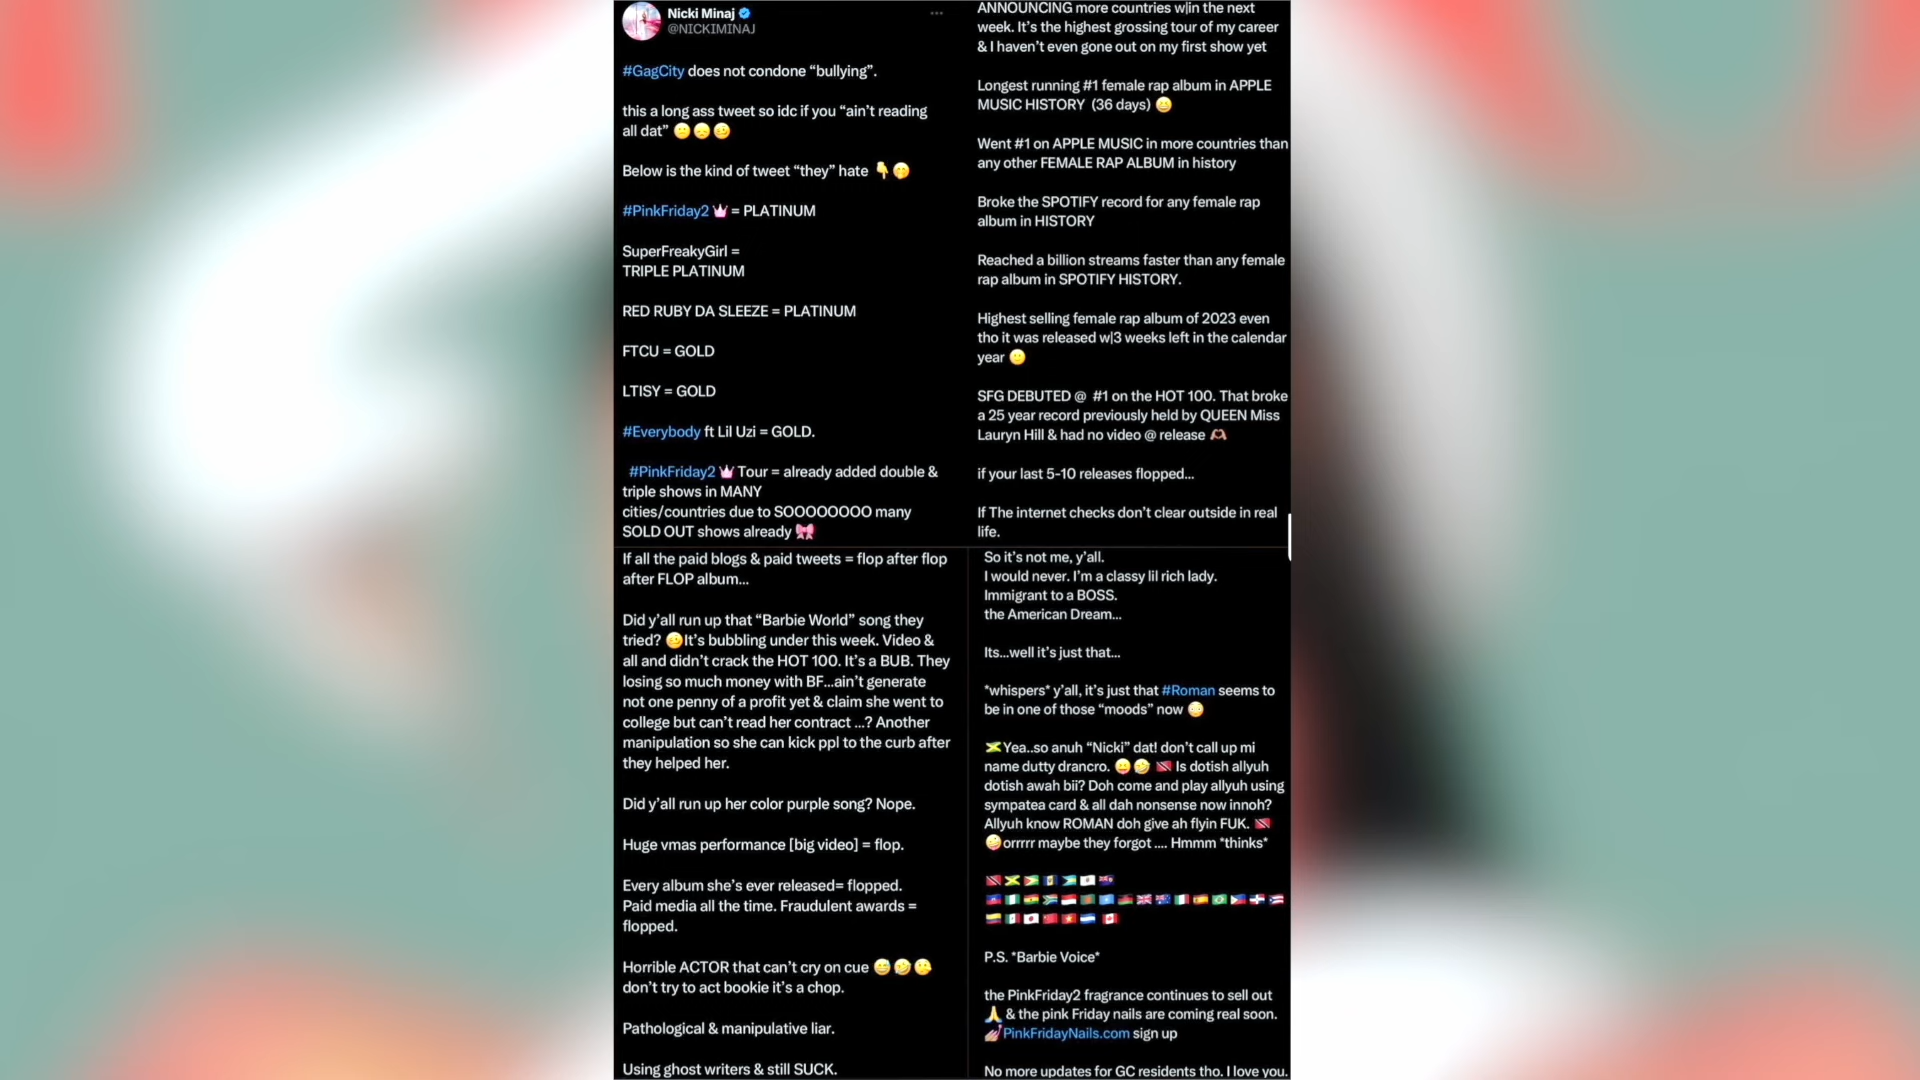 Nicki Minaj
@NICKIMINAJ
#GagCity does not condone “bullying”.
this a long ass tweet so idc if you “ain’t reading
all dat” 🙂😞🥴
Below is the kind of tweet “they” hate 👇🤭
#PinkFriday2 = PLATINUM
SuperFreakyGirl =
TRIPLE PLATINUM
RED RUBY DA SLEEZE = PLATINUM
FTCU = GOLD
LTISY = GOLD
#Everybody ft Lil Uzi = GOLD.
#PinkFriday2 Tour = already added double &
triple shows in MANY
cities/countries due to SOOOOOOOO many
SOLD OUT shows already 🎀
ANNOUNCING more countries w|in the next
week. It’s the highest grossing tour of my career
& I haven’t even gone out on my first show yet
Longest running #1 female rap album in APPLE
MUSIC HISTORY (36 days) 😄
Went #1 on APPLE MUSIC in more countries than
any other FEMALE RAP ALBUM in history
Broke the SPOTIFY record for any female rap
album in HISTORY
Reached a billion streams faster than any female
rap album in SPOTIFY HISTORY.
Highest selling female rap album of 2023 even
tho it was released w|3 weeks left in the calendar
year 🙂
SFG DEBUTED @ #1 on the HOT 100. That broke
a 25 year record previously held by QUEEN Miss
Lauryn Hill & had no video @ release 🫶🏽
if your last 5-10 releases flopped...
If The internet checks don’t clear outside in real
life.
If all the paid blogs & paid tweets = flop after flop
after FLOP album...
Did y’all run up that “Barbie World” song they
tried? 🥴It’s bubbling under this week. Video &
all and didn’t crack the HOT 100. It’s a BUB. They
losing so much money with BF...ain’t generate
not one penny of a profit yet & claim she went to
college but can’t read her contract ...? Another
manipulation so she can kick ppl to the curb after
they helped her.
Did y’all run up her color purple song? Nope.
Huge vmas performance [big video] = flop.
Every album she’s ever released= flopped.
Paid media all the time. Fraudulent awards =
flopped.
Horrible ACTOR that can’t cry on cue 😅🤣🫠
don’t try to act bookie it’s a chop.
Pathological & manipulative liar.
Using ghost writers & still SUCK.
So it’s not me, y’all.
I would never. I’m a classy lil rich lady.
Immigrant to a BOSS.
the American Dream...
Its...well it’s just that...
*whispers* y’all, it’s just that #Roman seems to
be in one of those “moods” now 😳
🇯🇲Yea..so anuh “Nicki” dat! don’t call up mi
name dutty drancro. 😛🤣 🇹🇹 Is dotish allyuh
dotish awah bii? Doh come and play allyuh using
sympatea card & all dah nonsense now innoh?
Allyuh know ROMAN doh give ah flyin FUK. 🇹🇹
🤪orrrrr maybe they forgot .... Hmmm *thinks*
P.S. *Barbie Voice*
the PinkFriday2 fragrance continues to sell out
🙏 & the pink Friday nails are coming real soon.
💅PinkFridayNails.com sign up
No more updates for GC residents tho. I love you.